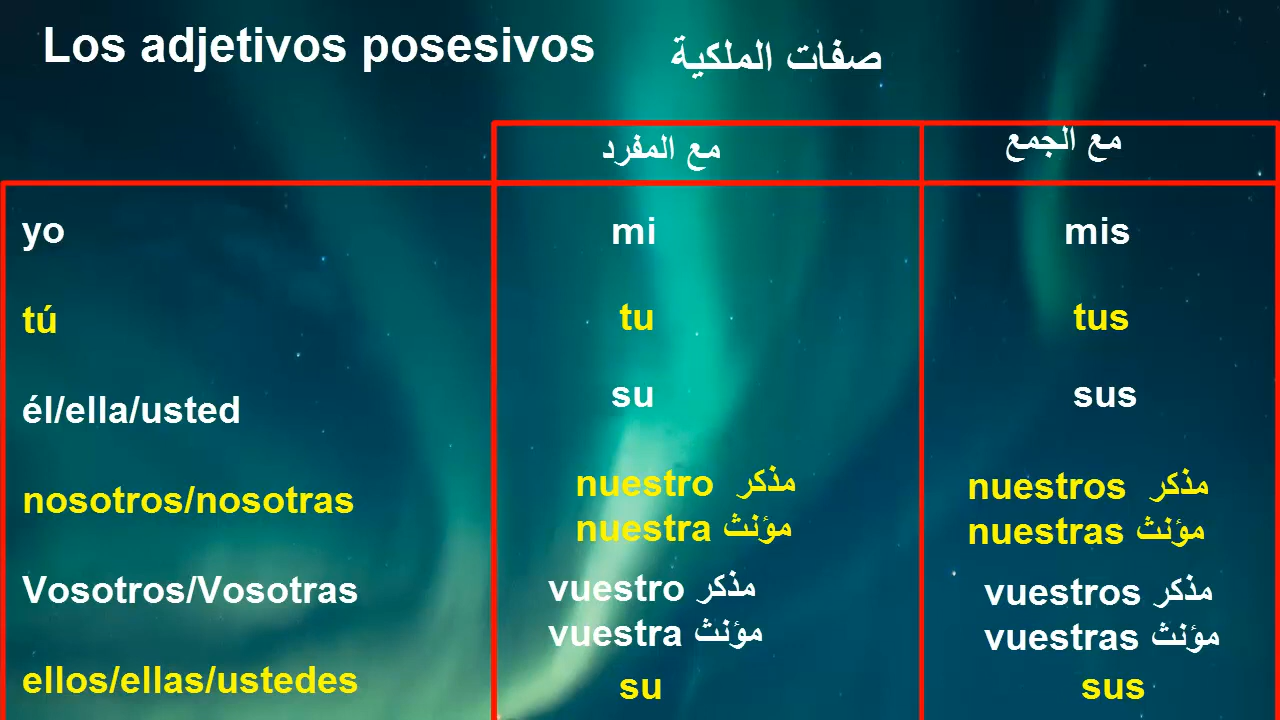 Los adjetivos posesivos صفات الملكية
مع المفرد مع الجمع
yo mi mis
tú tu tus
él/ella/usted su sus
nosotros/nosotras nuestro مذكر nuestros مذكر
nuestra مؤنث nuestras مؤنث
Vosotros/Vosotras vuestro مذكر vuestros مذكر
vuestra مؤنث vuestras مؤنث
ellos/ellas/ustedes su sus